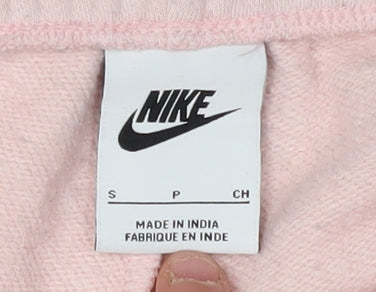 NIKE
S P CH
MADE IN INDIA
FABRIQUE EN INDE